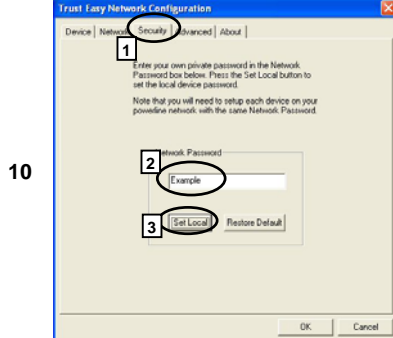 Trust Easy Network Configuration
Device Network Security Advanced About
1
Enter your own private password in the Network
Password box below. Press the Set Local button to
set the local device password.
Note that you will need to setup each device on your
powerline network with the same Network Password.
10
2
Network Password
Example
3
Set Local Restore Default
OK Cancel